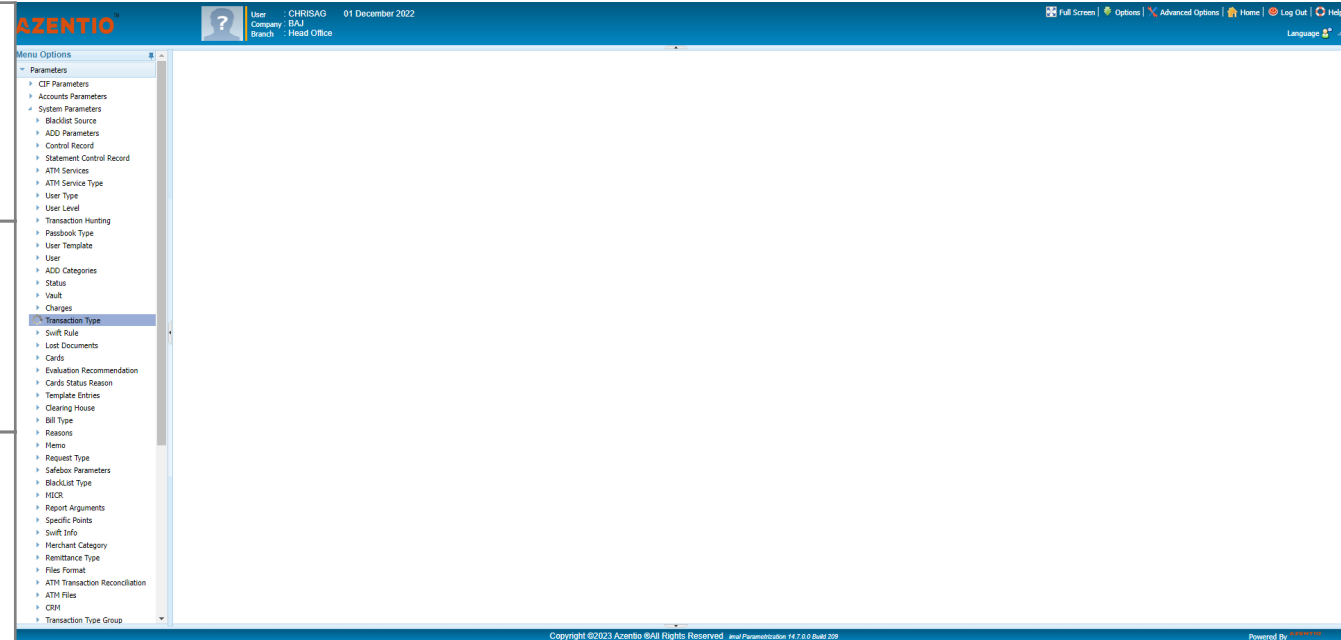 AZENTIO™
User : CHRISAG 01 December 2022
Company : BAJ
Branch : Head Office
Full Screen | Options | Advanced Options | Home | Log Out | Help
Language
Menu Options
Parameters
CIF Parameters
Accounts Parameters
System Parameters
Blacklist Source
ADD Parameters
Control Record
Statement Control Record
ATM Services
ATM Service Type
User Type
User Level
Transaction Hunting
Passbook Type
User Template
User
ADD Categories
Status
Vault
Charges
Transaction Type
Swift Rule
Lost Documents
Cards
Evaluation Recommendation
Cards Status Reason
Template Entries
Clearing House
Bill Type
Reasons
Memo
Request Type
Safebox Parameters
BlackList Type
MICR
Report Arguments
Specific Points
Swift Info
Merchant Category
Remittance Type
Files Format
ATM Transaction Reconciliation
ATM Files
CRM
Transaction Type Group
Copyright ©2023 Azentio ®All Rights Reserved imal Parametrization 14.7.0.0 Build 209
Powered By AZENTIO